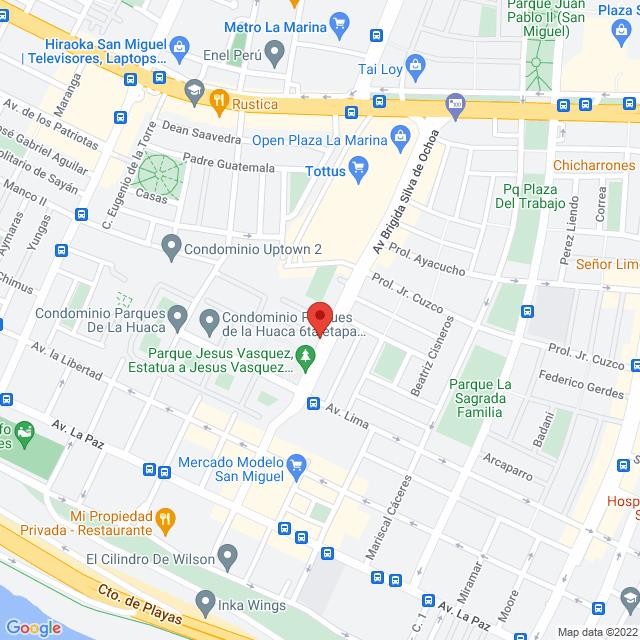 Parque Juan
Pablo II (San
Miguel)
Plaza S
Metro La Marina
Hiraoka San Miguel
| Televisores, Laptops...
Enel Perú
Tai Loy
Maranga
Rustica
Av. de los Patriotas
Dean Saavedra
Open Plaza La Marina
José Gabriel Aguilar
C. Eugenio de la Torre
Padre Guatemala
Tottus
Av Brigida Silva de Ochoa
Chicharrones
Manco II
Casas
Pq Plaza
Del Trabajo
Correa
Perez Liendo
Aymaras
Yungas
Condominio Uptown 2
Prol. Ayacucho
Señor Limo
Chimus
Prol. Jr. Cuzco
Condominio Parques
De La Huaca
Condominio Parques
de la Huaca 6ta etapa...
Beatriz Cisneros
Prol. Jr. Cuzco
Av. la Libertad
Parque Jesus Vasquez,
Estatua a Jesus Vasquez...
Federico Gerdes
Parque La
Sagrada
Familia
Av. Lima
Badani
Av. La Paz
Mercado Modelo
San Miguel
Arcaparro
Mariscal Cáceres
Mi Propiedad
Privada - Restaurante
Hosp
El Cilindro De Wilson
Cto. de Playas
Inka Wings
Miramar
Moore
C. 1
Av. La Paz
Google
Map data ©2022